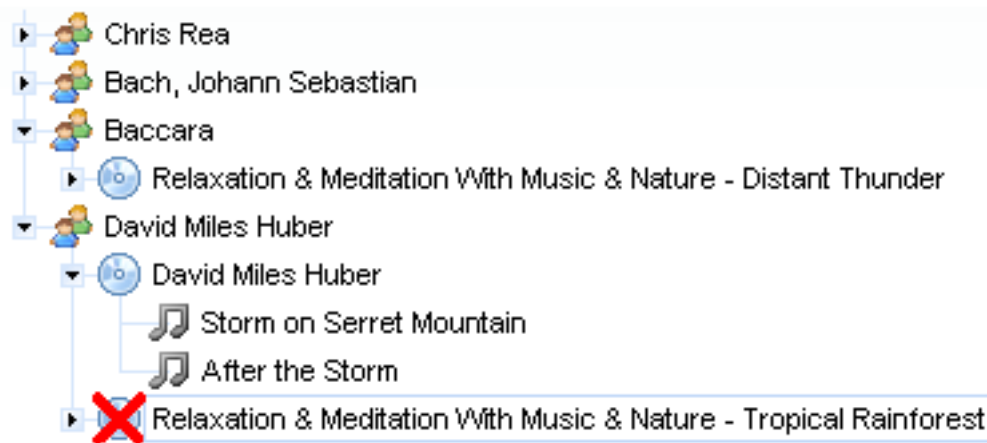 Chris Rea
Bach, Johann Sebastian
Baccara
Relaxation & Meditation With Music & Nature - Distant Thunder
David Miles Huber
David Miles Huber
Storm on Serret Mountain
After the Storm
Relaxation & Meditation With Music & Nature - Tropical Rainforest